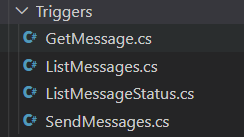 Triggers
C# GetMessage.cs
C# ListMessages.cs
C# ListMessageStatus.cs
C# SendMessages.cs